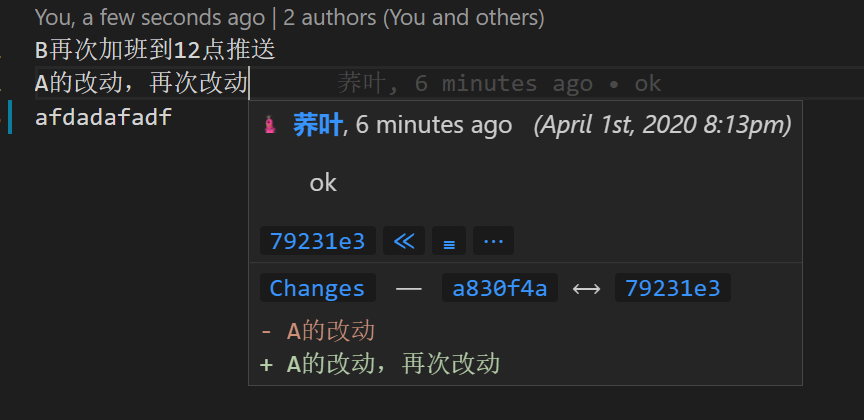 You, a few seconds ago | 2 authors (You and others)
B再次加班到12点推送
A的改动，再次改动 荞叶, 6 minutes ago • ok
afdadafadf
荞叶, 6 minutes ago (April 1st, 2020 8:13pm)
ok
79231e3 ≪ ≡ ···
Changes — a830f4a ⟷ 79231e3
- A的改动
+ A的改动，再次改动